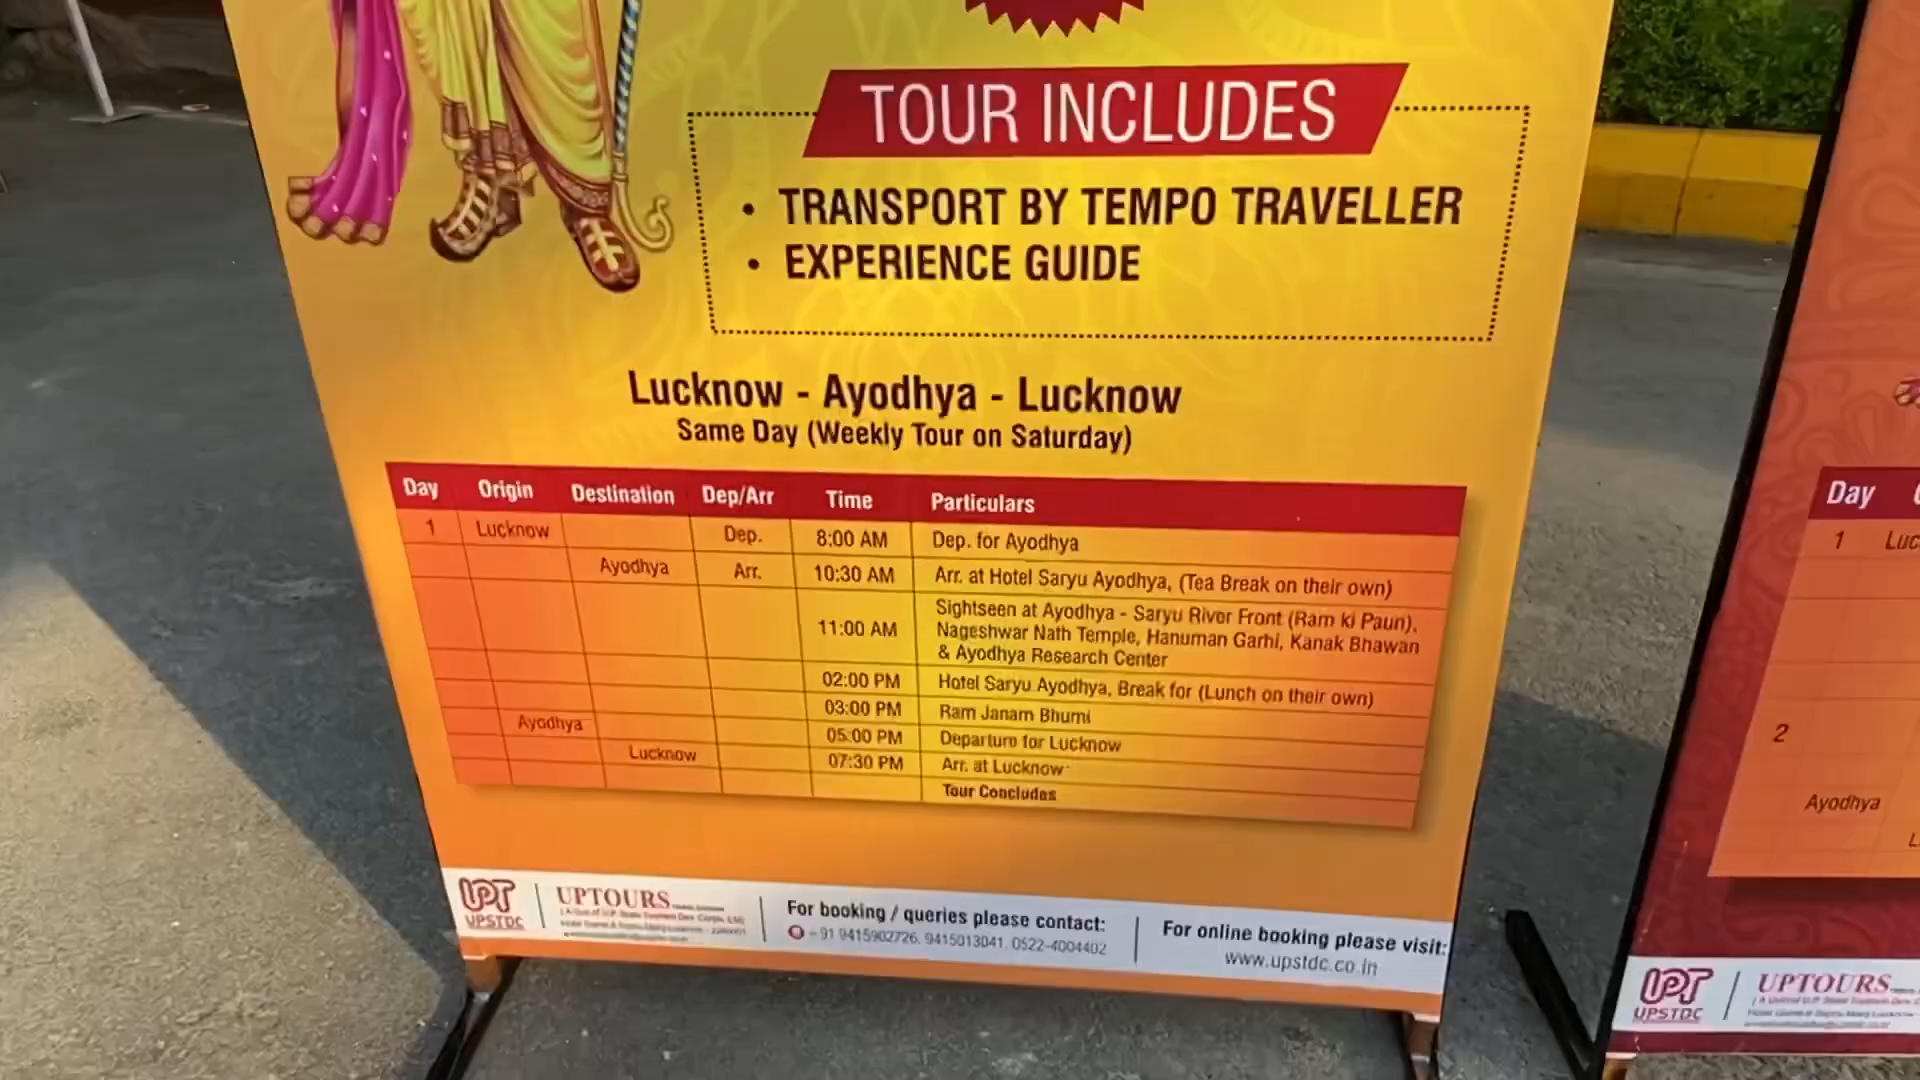 TOUR INCLUDES
• TRANSPORT BY TEMPO TRAVELLER
• EXPERIENCE GUIDE
Lucknow - Ayodhya - Lucknow
Same Day (Weekly Tour on Saturday)
Day Origin Destination Dep/Arr Time Particulars
1 Lucknow Dep. 8:00 AM Dep. for Ayodhya
Ayodhya Arr. 10:30 AM Arr. at Hotel Saryu Ayodhya, (Tea Break on their own)
11:00 AM Sightseen at Ayodhya - Saryu River Front (Ram ki Paun),
Nageshwar Nath Temple, Hanuman Garhi, Kanak Bhawan
& Ayodhya Research Center
02:00 PM Hotel Saryu Ayodhya, Break for (Lunch on their own)
03:00 PM Ram Janam Bhumi
Ayodhya 05:00 PM Departure for Lucknow
Lucknow 07:30 PM Arr. at Lucknow
Tour Concludes
UPT
UPSTDC
UPTOURS
For booking / queries please contact:
+91 9415902726, 9415013041, 0522-4004402
For online booking please visit:
www.upstdc.co.in
Day
1 Luc
2
Ayodhya
L
UPT
UPSTDC
UPTOURS